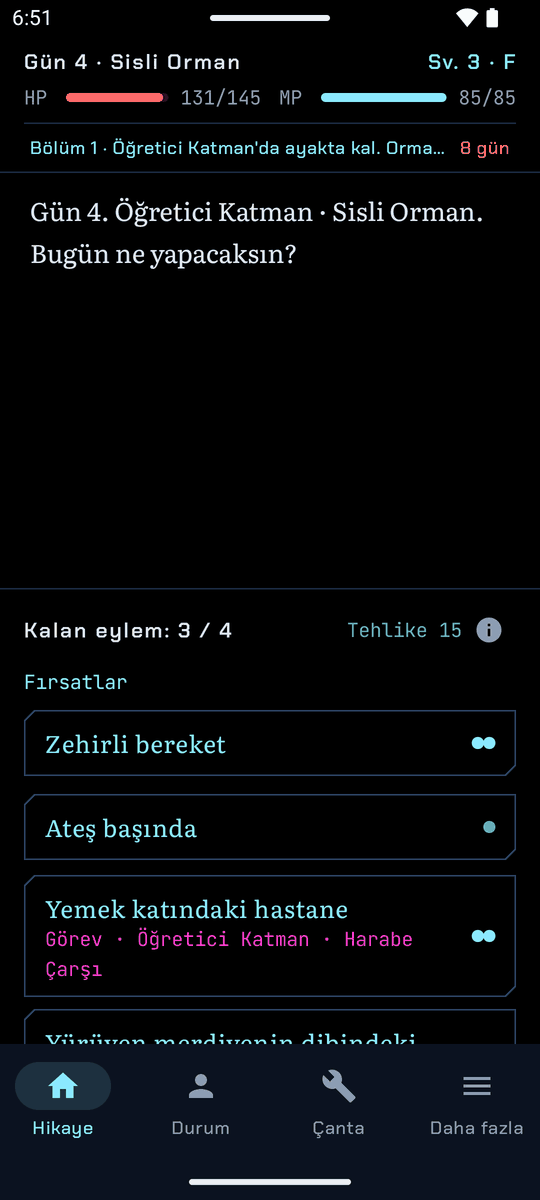 6:51
Gün 4 · Sisli Orman
Sv. 3 · F
HP 131/145 MP 85/85
Bölüm 1 · Öğretici Katman'da ayakta kal. Orma… 8 gün
Gün 4. Öğretici Katman · Sisli Orman.
Bugün ne yapacaksın?
Kalan eylem: 3 / 4
Tehlike 15
Fırsatlar
Zehirli bereket
Ateş başında
Yemek katındaki hastane
Görev · Öğretici Katman · Harabe
Çarşı
Yürüyen merdivenin dibindeki
Hikaye
Durum
Çanta
Daha fazla